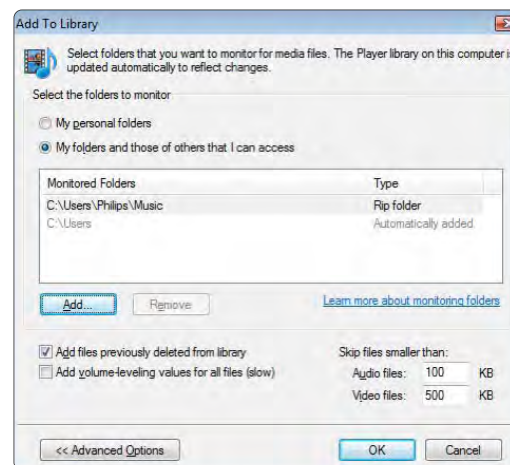 Add To Library
Select folders that you want to monitor for media files. The Player library on this computer i
updated automatically to reflect changes.
Select the folders to monitor
My personal folders
My folders and those of others that I can access
Monitored Folders Type
C:\Users\Philips\Music Rip folder
C:\Users Automatically added
Add... Remove Learn more about monitoring folders
Add files previously deleted from library Skip files smaller than:
Add volume-leveling values for all files (slow) Audio files: 100 KB
Video files: 500 KB
<< Advanced Options OK Cancel